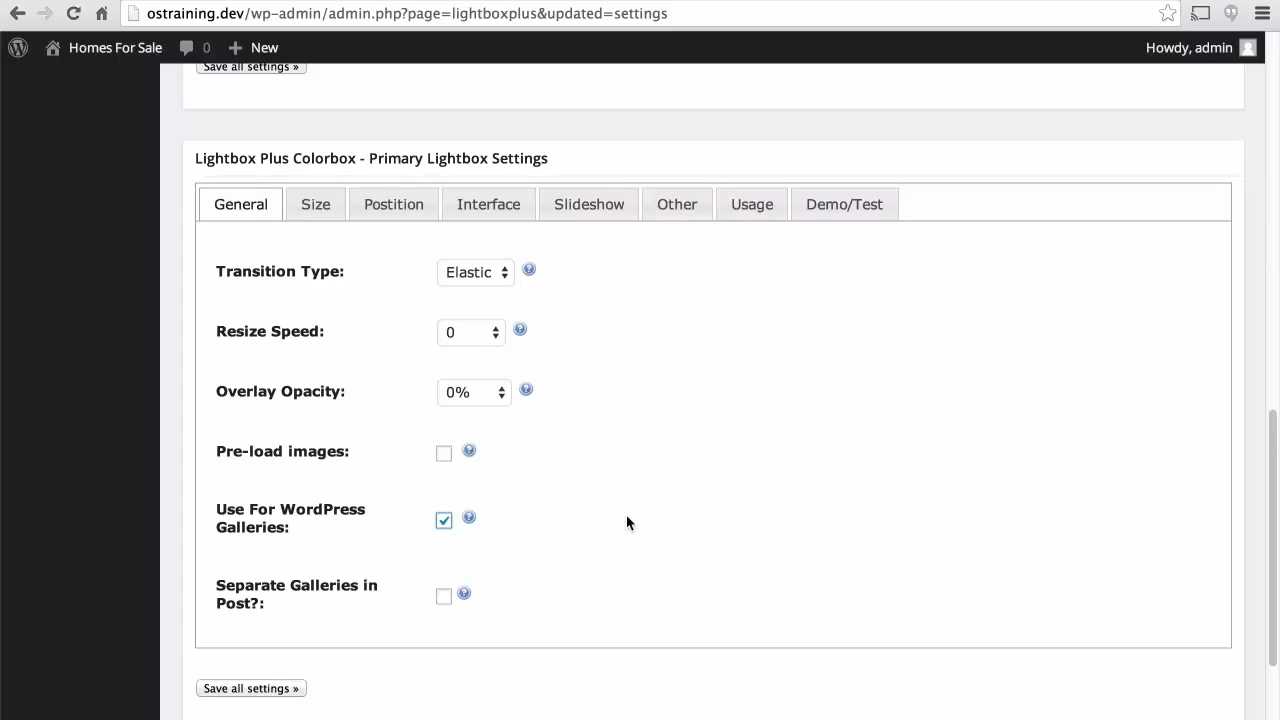 ostraining.dev/wp-admin/admin.php?page=lightboxplus&updated=settings
Homes For Sale 0 New Howdy, admin
Save all settings »
Lightbox Plus Colorbox - Primary Lightbox Settings
General Size Postition Interface Slideshow Other Usage Demo/Test
Transition Type: Elastic
Resize Speed: 0
Overlay Opacity: 0%
Pre-load images:
Use For WordPress
Galleries:
Separate Galleries in
Post?:
Save all settings »